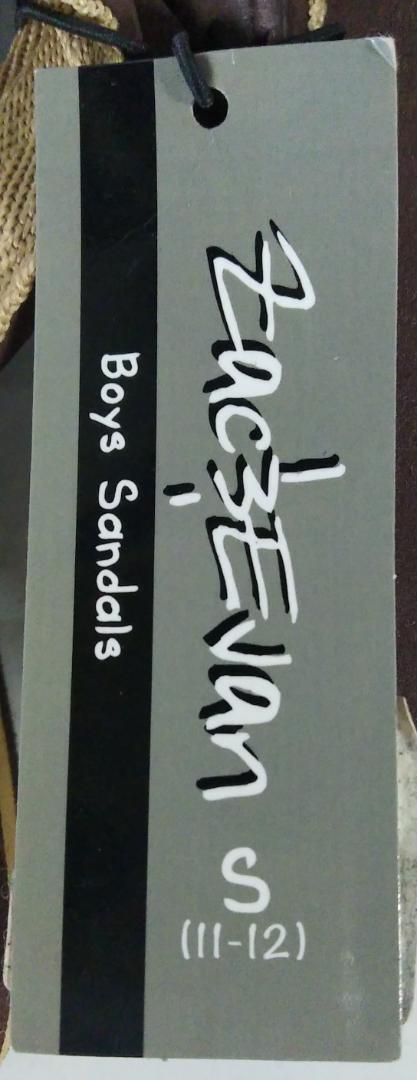 Zac&Evan
Boys Sandals
S
(11-12)